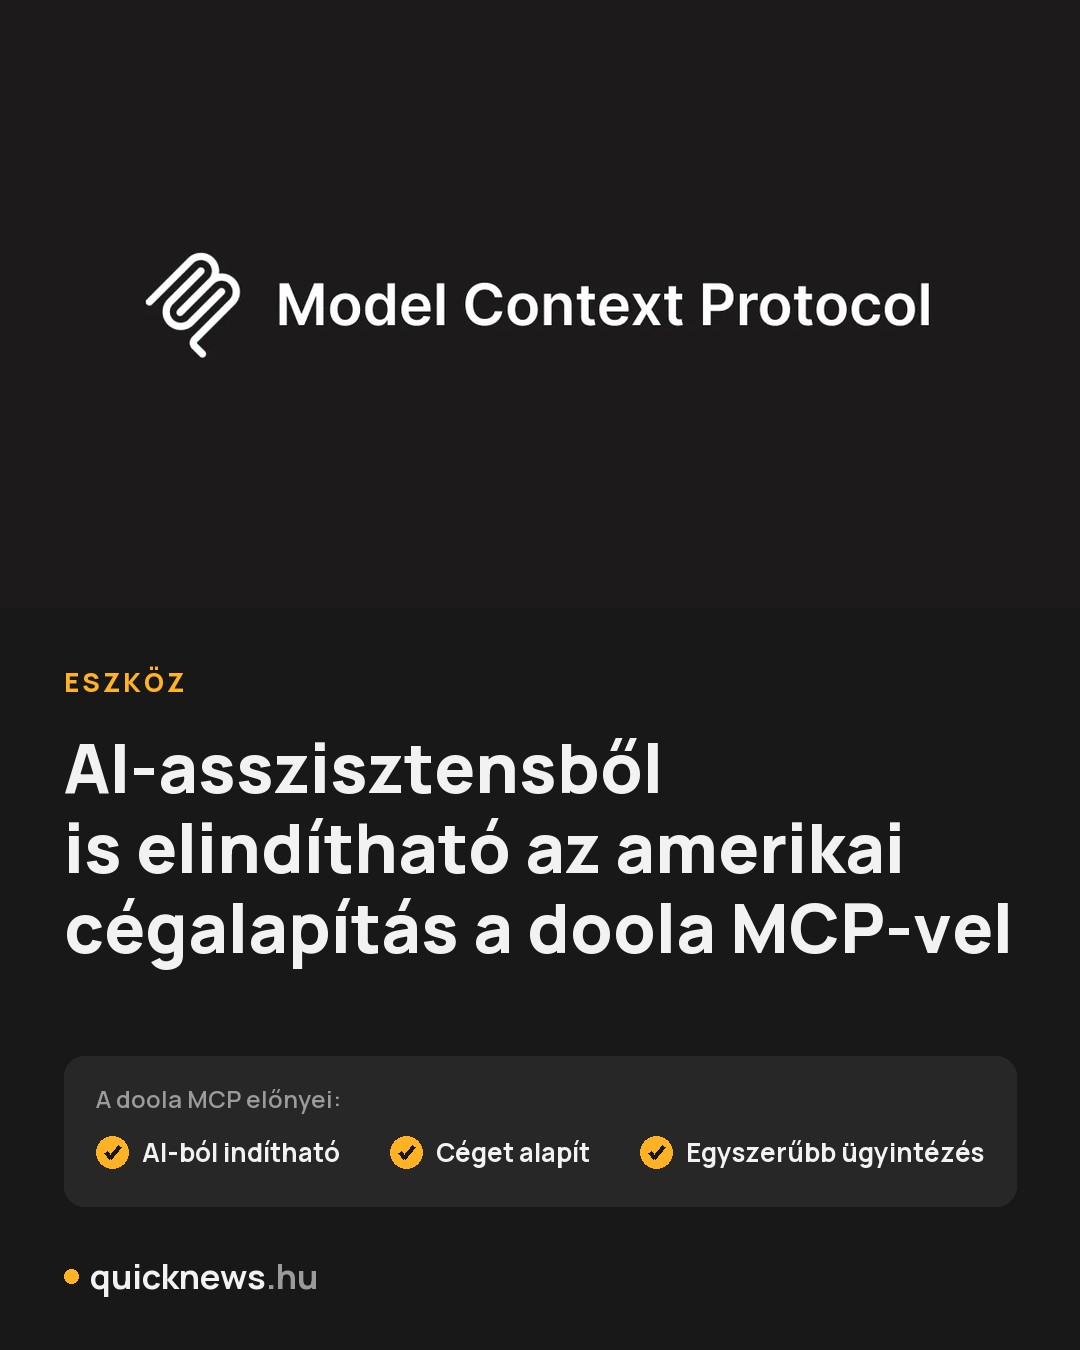 Model Context Protocol
ESZKÖZ
AI-asszisztensből
is elindítható az amerikai
cégalapítás a doola MCP-vel
A doola MCP előnyei:
AI-ból indítható
Céget alapít
Egyszerűbb ügyintézés
quicknews.hu